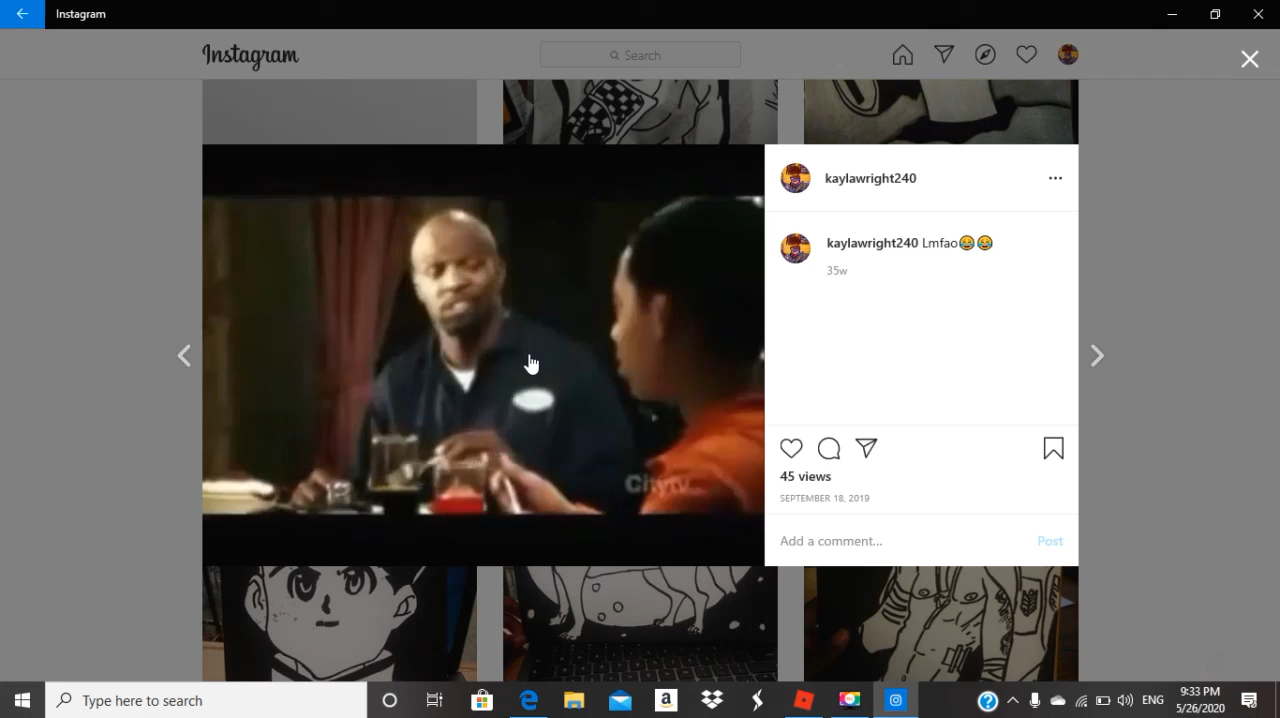 Instagram
Instagram
Search
kaylawright240
kaylawright240 Lmfao😂😂
35w
Citytv
45 views
SEPTEMBER 18, 2019
Add a comment...
Post
Type here to search
ENG
9:33 PM
5/26/2020